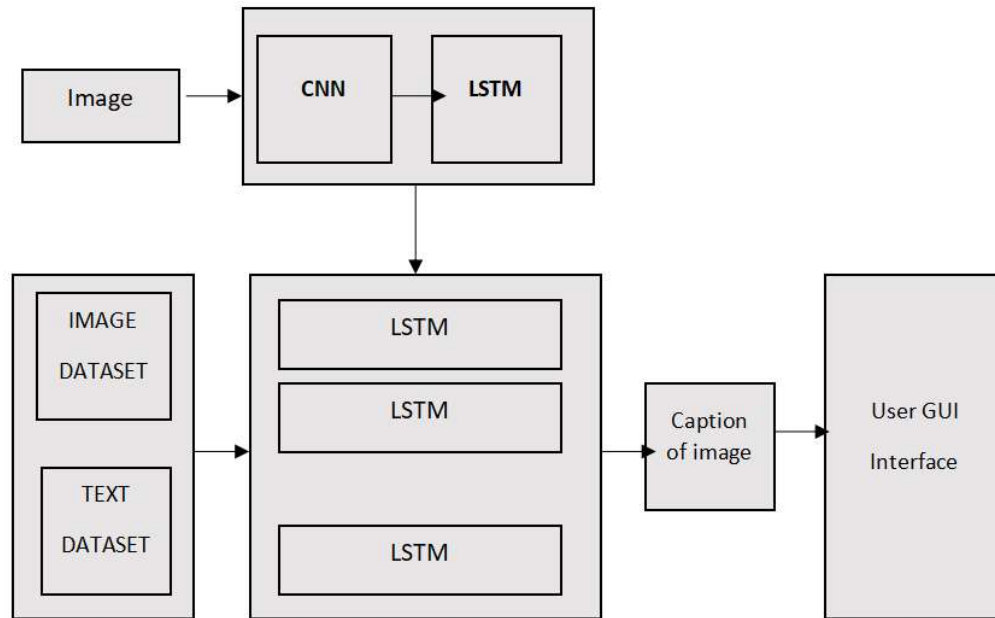 Image
CNN
LSTM
IMAGE
DATASET
TEXT
DATASET
LSTM
LSTM
LSTM
Caption
of image
User GUI
Interface